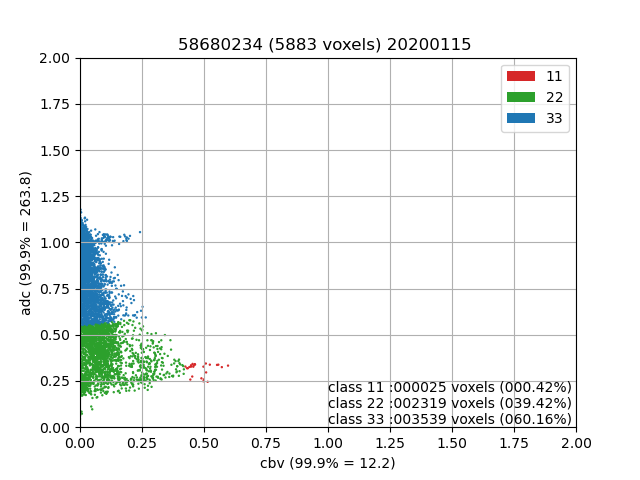 58680234 (5883 voxels) 20200115
2.00
1.75
1.50
1.25
1.00
0.75
0.50
0.25
0.00
adc (99.9% = 263.8)
11
22
33
class 11 :000025 voxels (000.42%)
class 22 :002319 voxels (039.42%)
class 33 :003539 voxels (060.16%)
0.00 0.25 0.50 0.75 1.00 1.25 1.50 1.75 2.00
cbv (99.9% = 12.2)